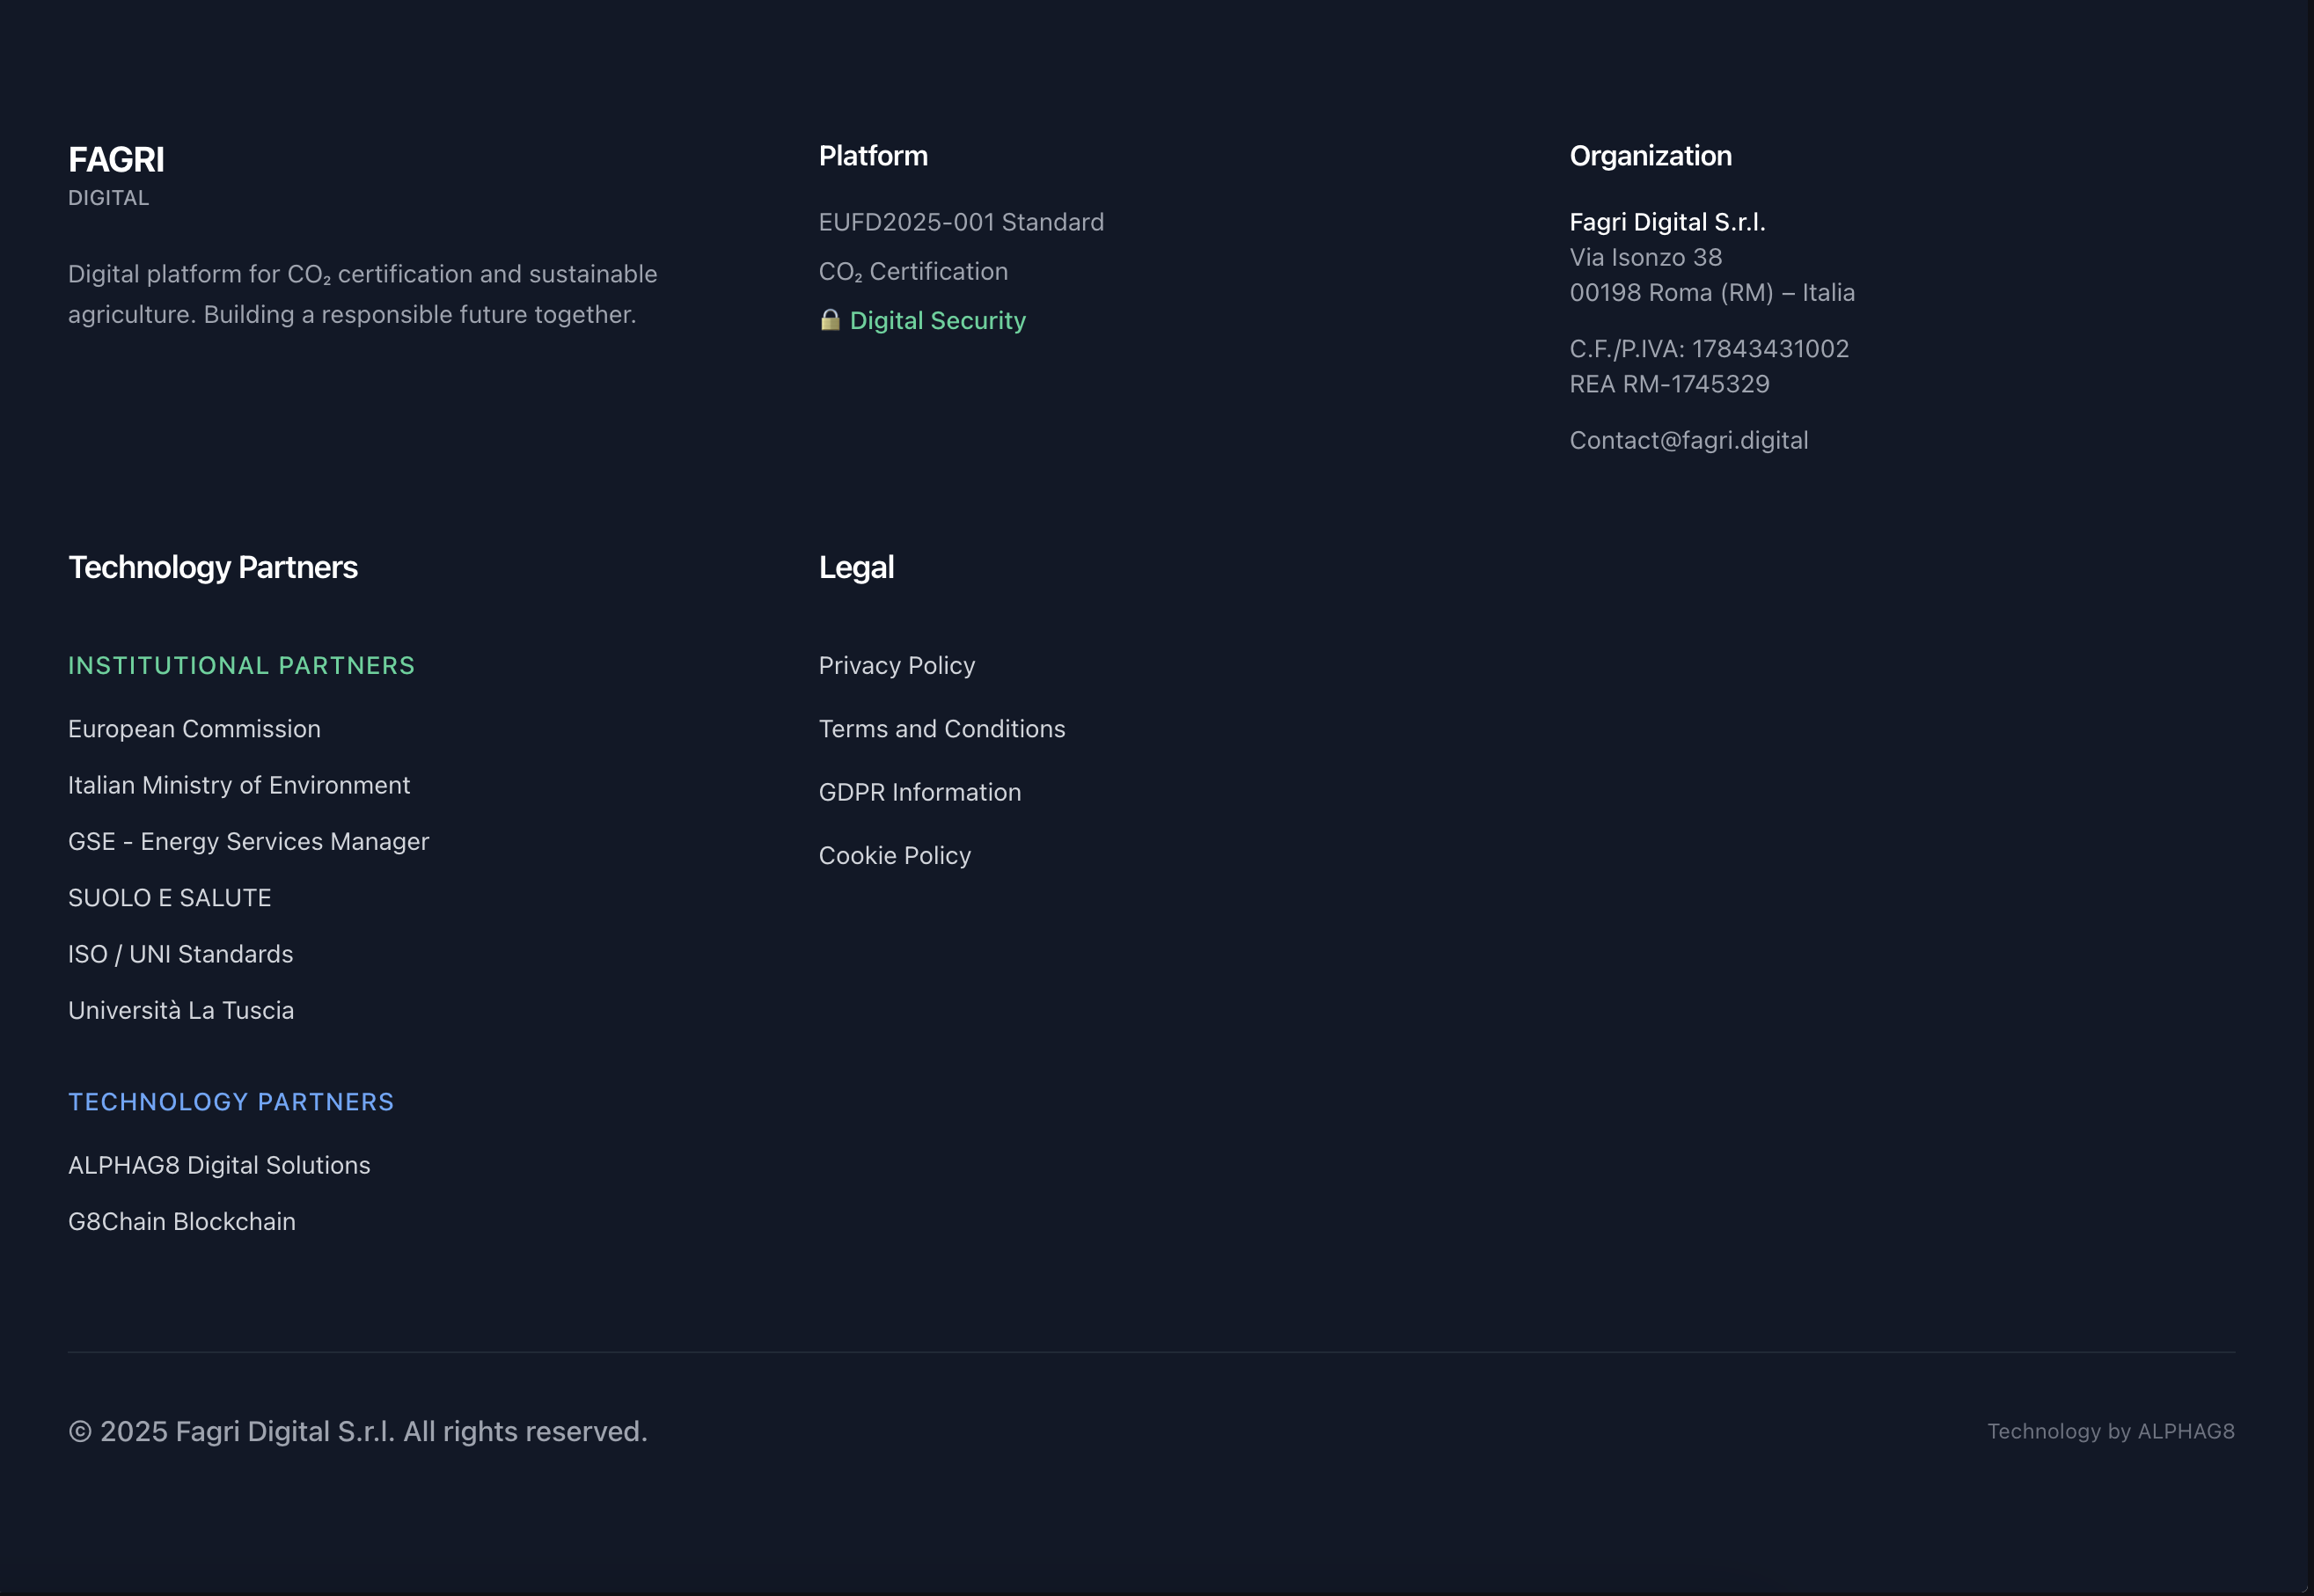 FAGRI
DIGITAL
Digital platform for CO₂ certification and sustainable
agriculture. Building a responsible future together.
Platform
EUFD2025-001 Standard
CO₂ Certification
🔒 Digital Security
Organization
Fagri Digital S.r.l.
Via Isonzo 38
00198 Roma (RM) – Italia
C.F./P.IVA: 17843431002
REA RM-1745329
Contact@fagri.digital
Technology Partners
INSTITUTIONAL PARTNERS
European Commission
Italian Ministry of Environment
GSE - Energy Services Manager
SUOLO E SALUTE
ISO / UNI Standards
Università La Tuscia
TECHNOLOGY PARTNERS
ALPHAG8 Digital Solutions
G8Chain Blockchain
Legal
Privacy Policy
Terms and Conditions
GDPR Information
Cookie Policy
© 2025 Fagri Digital S.r.l. All rights reserved.
Technology by ALPHAG8